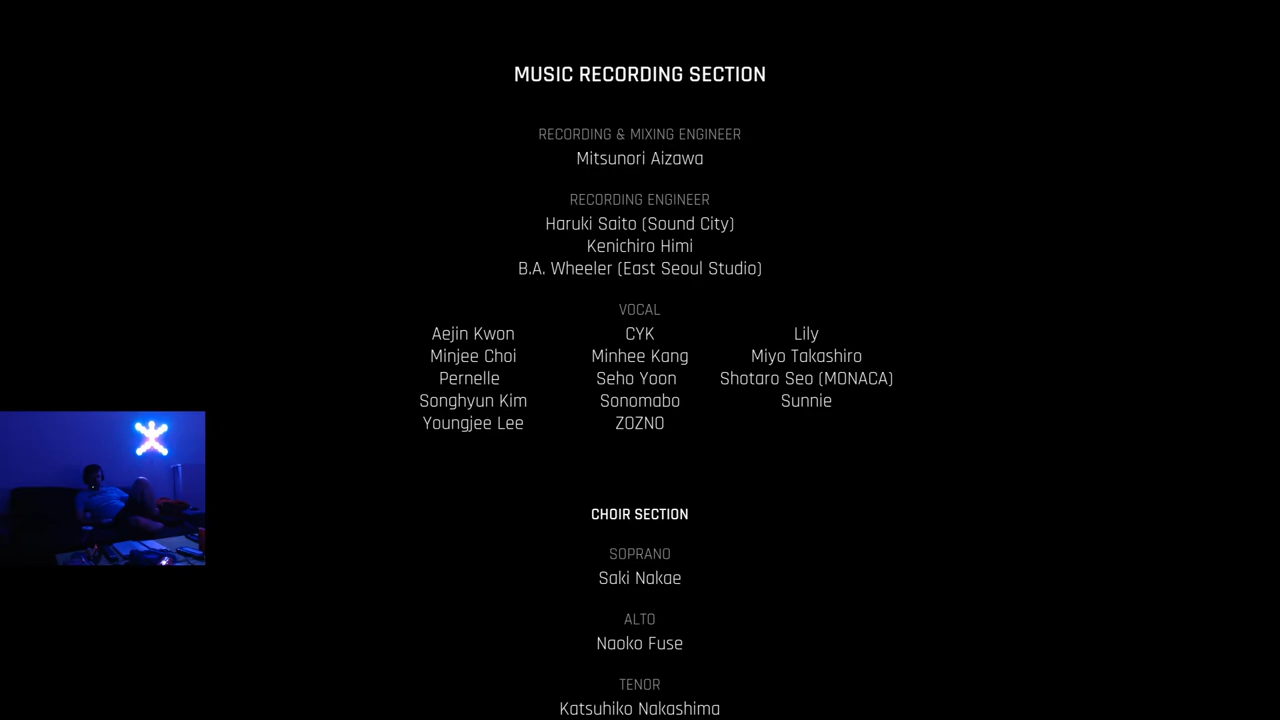 MUSIC RECORDING SECTION
RECORDING & MIXING ENGINEER
Mitsunori Aizawa
RECORDING ENGINEER
Haruki Saito (Sound City)
Kenichiro Himi
B.A. Wheeler (East Seoul Studio)
VOCAL
Aejin Kwon CYK Lily
Minjee Choi Minhee Kang Miyo Takashiro
Pernelle Seho Yoon Shotaro Seo (MONACA)
Songhyun Kim Sonomabo Sunnie
Youngjee Lee ZOZNO
CHOIR SECTION
SOPRANO
Saki Nakae
ALTO
Naoko Fuse
TENOR
Katsuhiko Nakashima